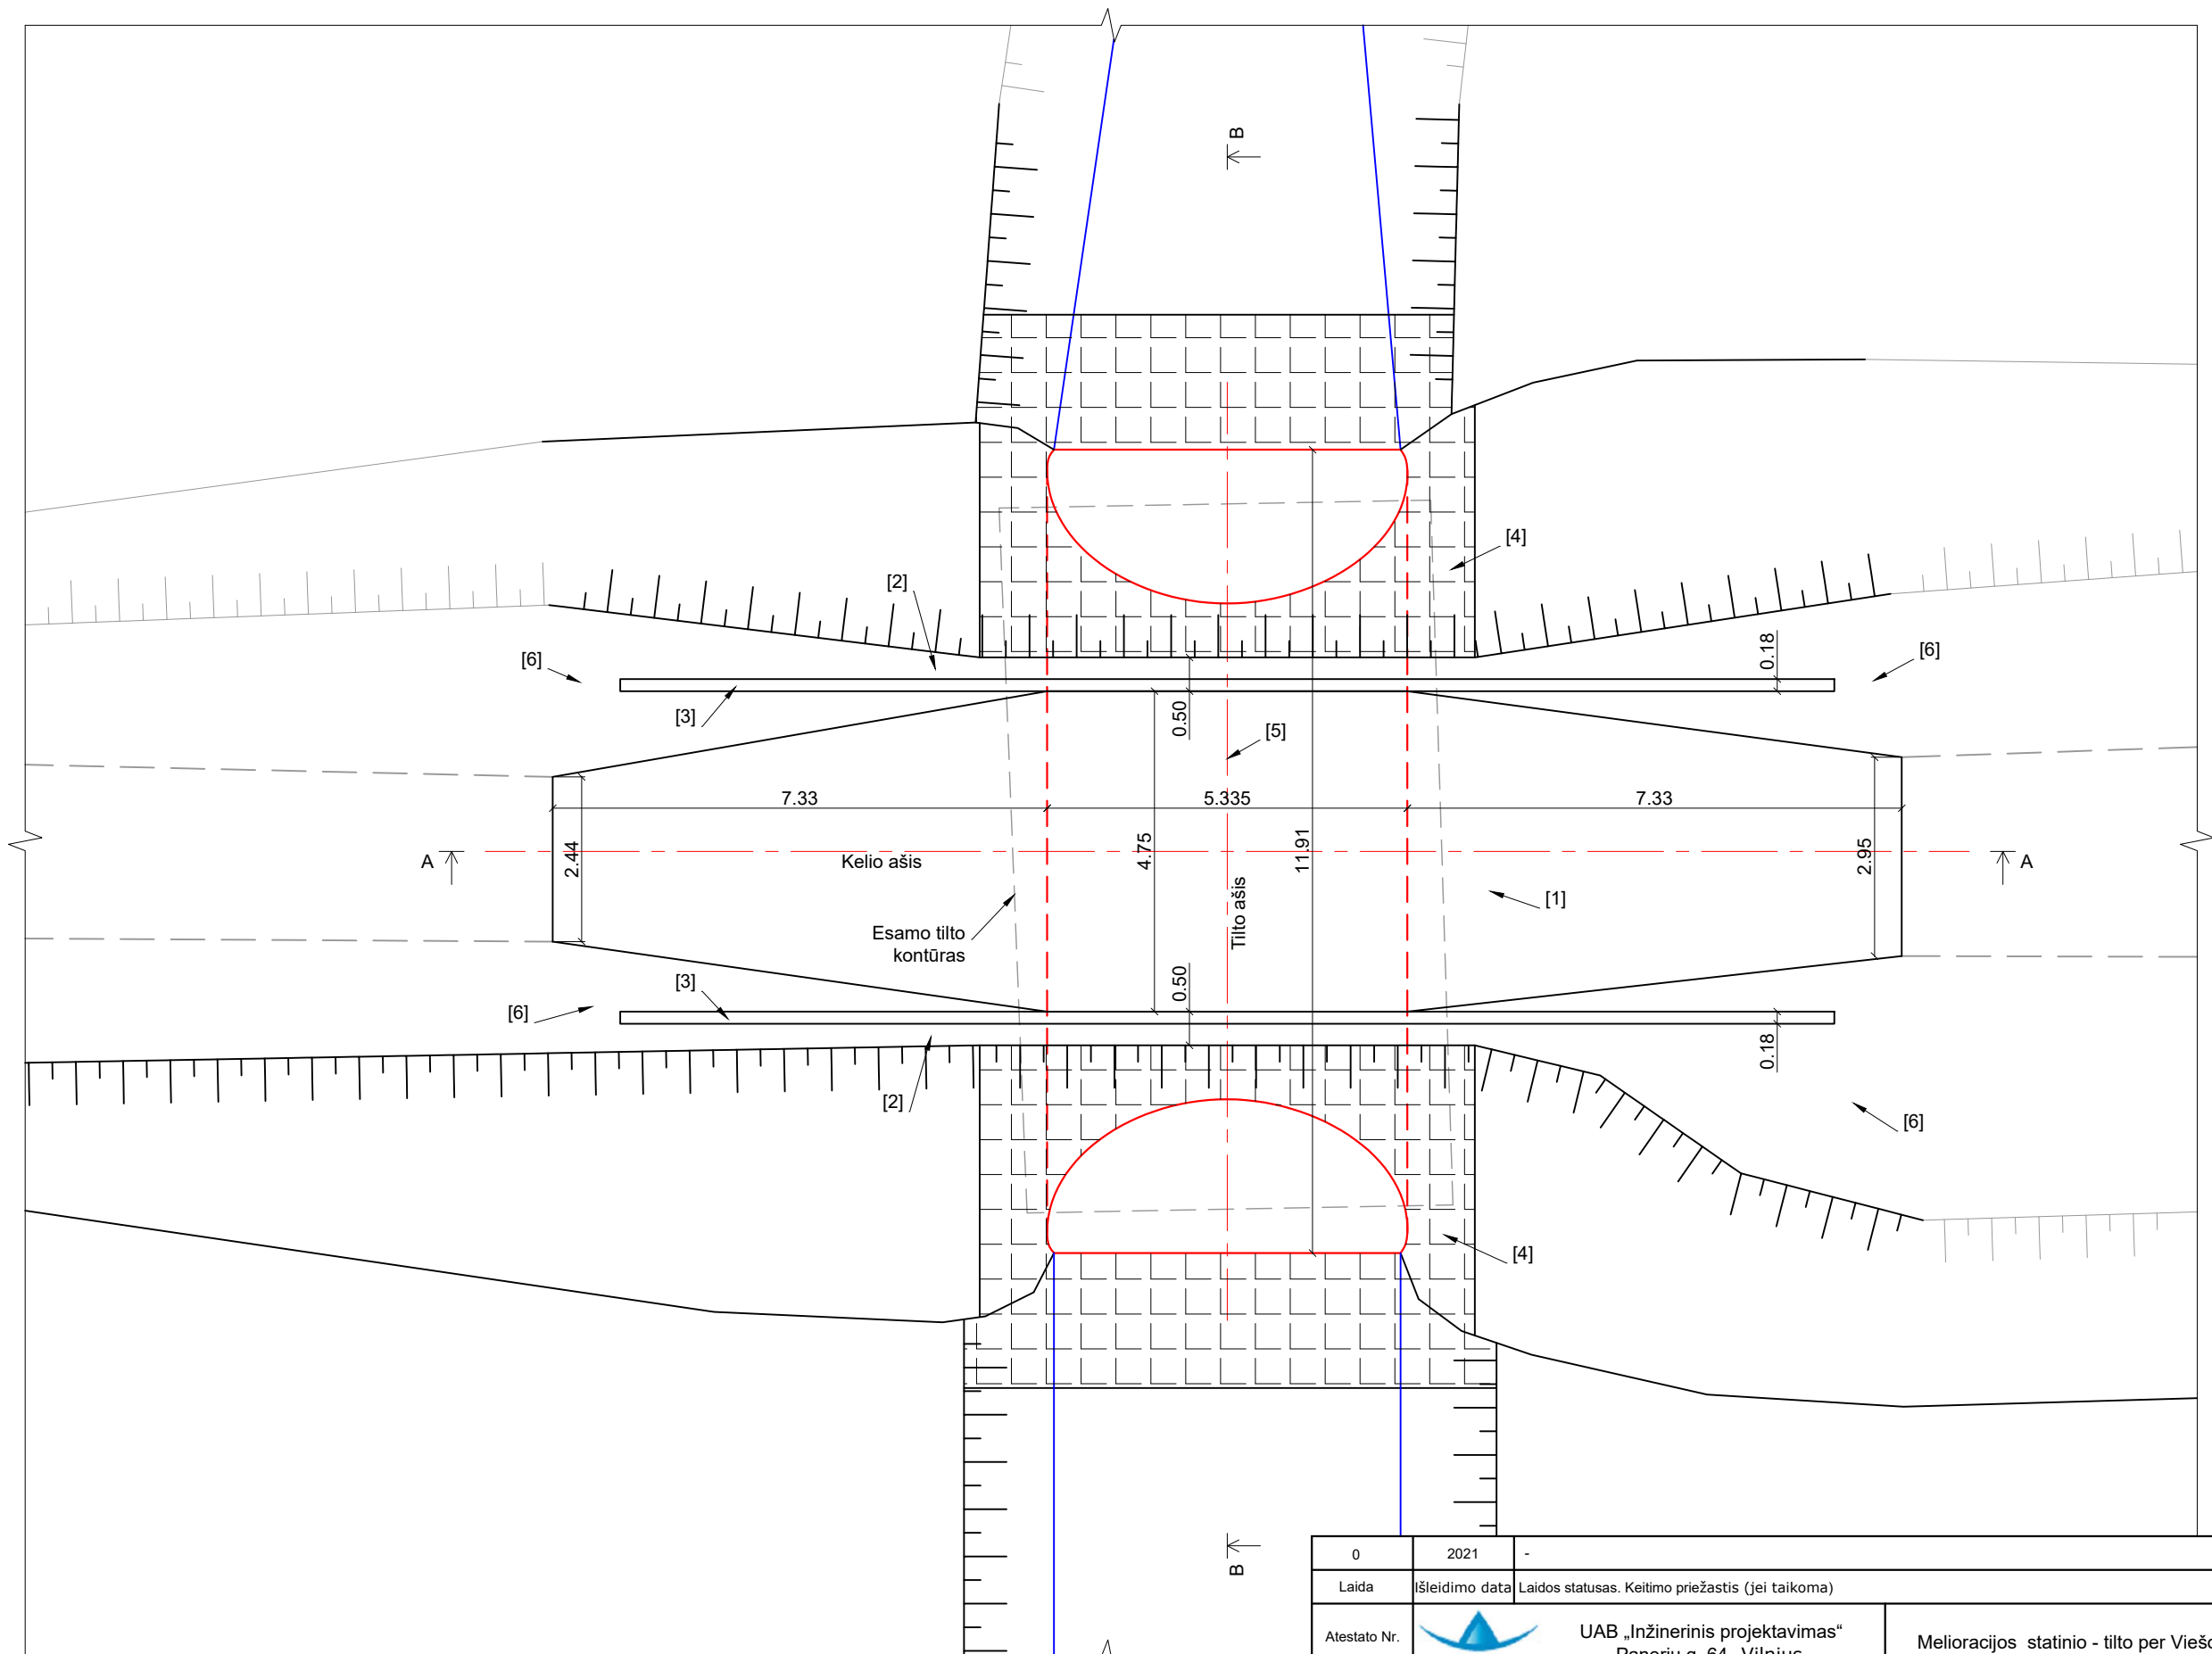 B
[4]
[2]
0.18
[6]
[6]
[3]
0.50
[5]
7.33
5.335
7.33
2.44
4.75
11.91
2.95
A
Kelio ašis
A
Tilto ašis
[1]
Esamo tilto
kontūras
[3]
0.50
[6]
0.18
[2]
[6]
[4]
B
0 2021 -
Laida Išleidimo data Laidos statusas. Keitimo priežastis (jei taikoma)
Atestato Nr. UAB „Inžinerinis projektavimas“
64, Vilnius
Melioracijos statinio - tilto per